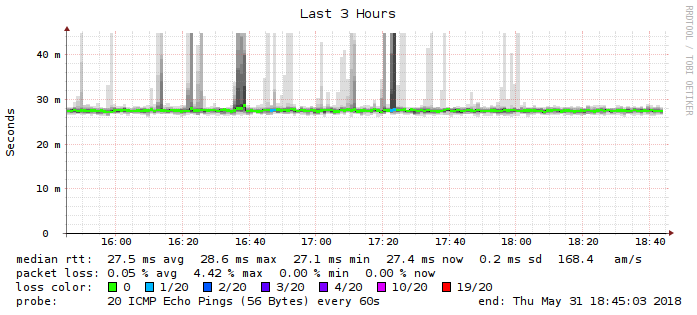 Last 3 Hours
RRDTOOL / TOBI OETIKER
Seconds
40 m
30 m
20 m
10 m
0
16:00 16:20 16:40 17:00 17:20 17:40 18:00 18:20 18:40
median rtt: 27.5 ms avg 28.6 ms max 27.1 ms min 27.4 ms now 0.2 ms sd 168.4 am/s
packet loss: 0.05 % avg 4.42 % max 0.00 % min 0.00 % now
loss color: 0 1/20 2/20 3/20 4/20 10/20 19/20
probe: 20 ICMP Echo Pings (56 Bytes) every 60s end: Thu May 31 18:45:03 2018